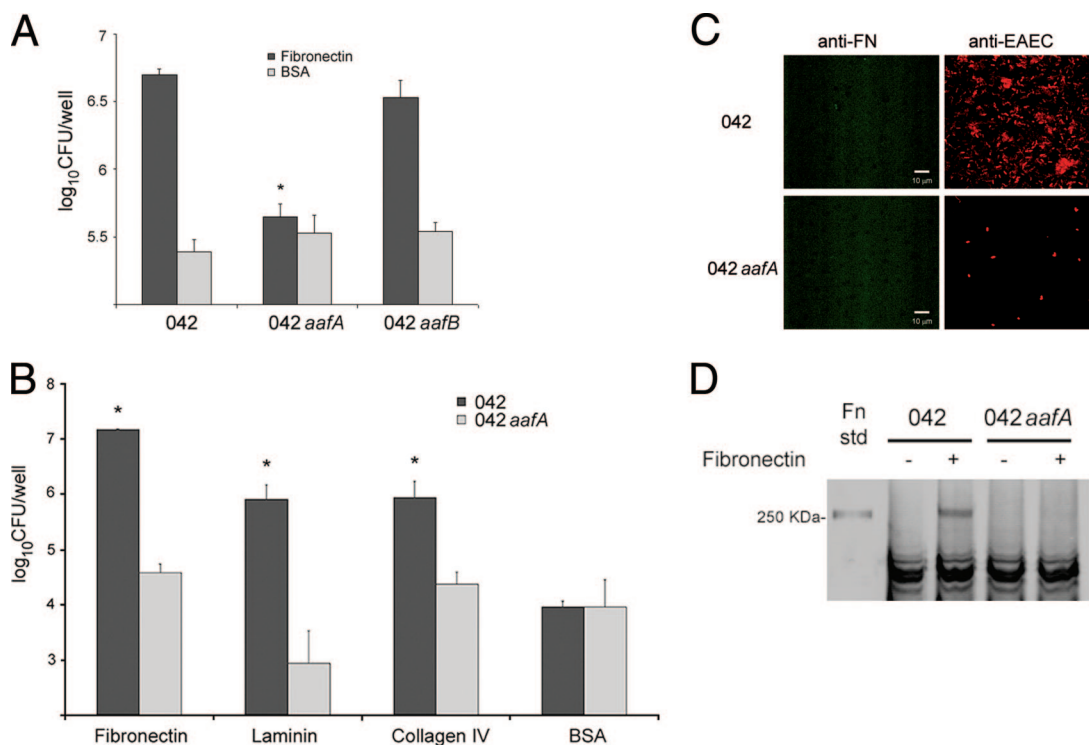 A
7
6.5
6
5.5
log10CFU/well
Fibronectin
BSA
*
042 042 aafA 042 aafB
B
8
7
6
5
4
3
log10CFU/well
* * *
042
042 aafA
Fibronectin Laminin Collagen IV BSA
C
anti-FN anti-EAEC
042
10 µm
042 aafA
10 µm
D
Fn std 042 042 aafA
Fibronectin - + - +
250 KDa-